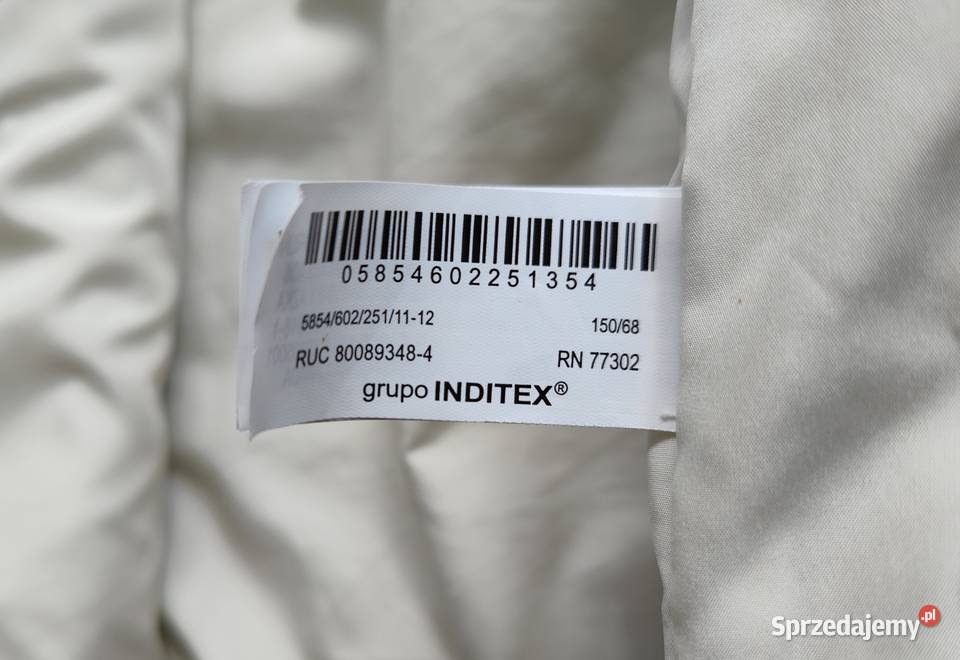 05854602251354
5854/602/251/11-12 150/68
RUC 80089348-4 RN 77302
grupo INDITEX®
Sprzedajemy.pl